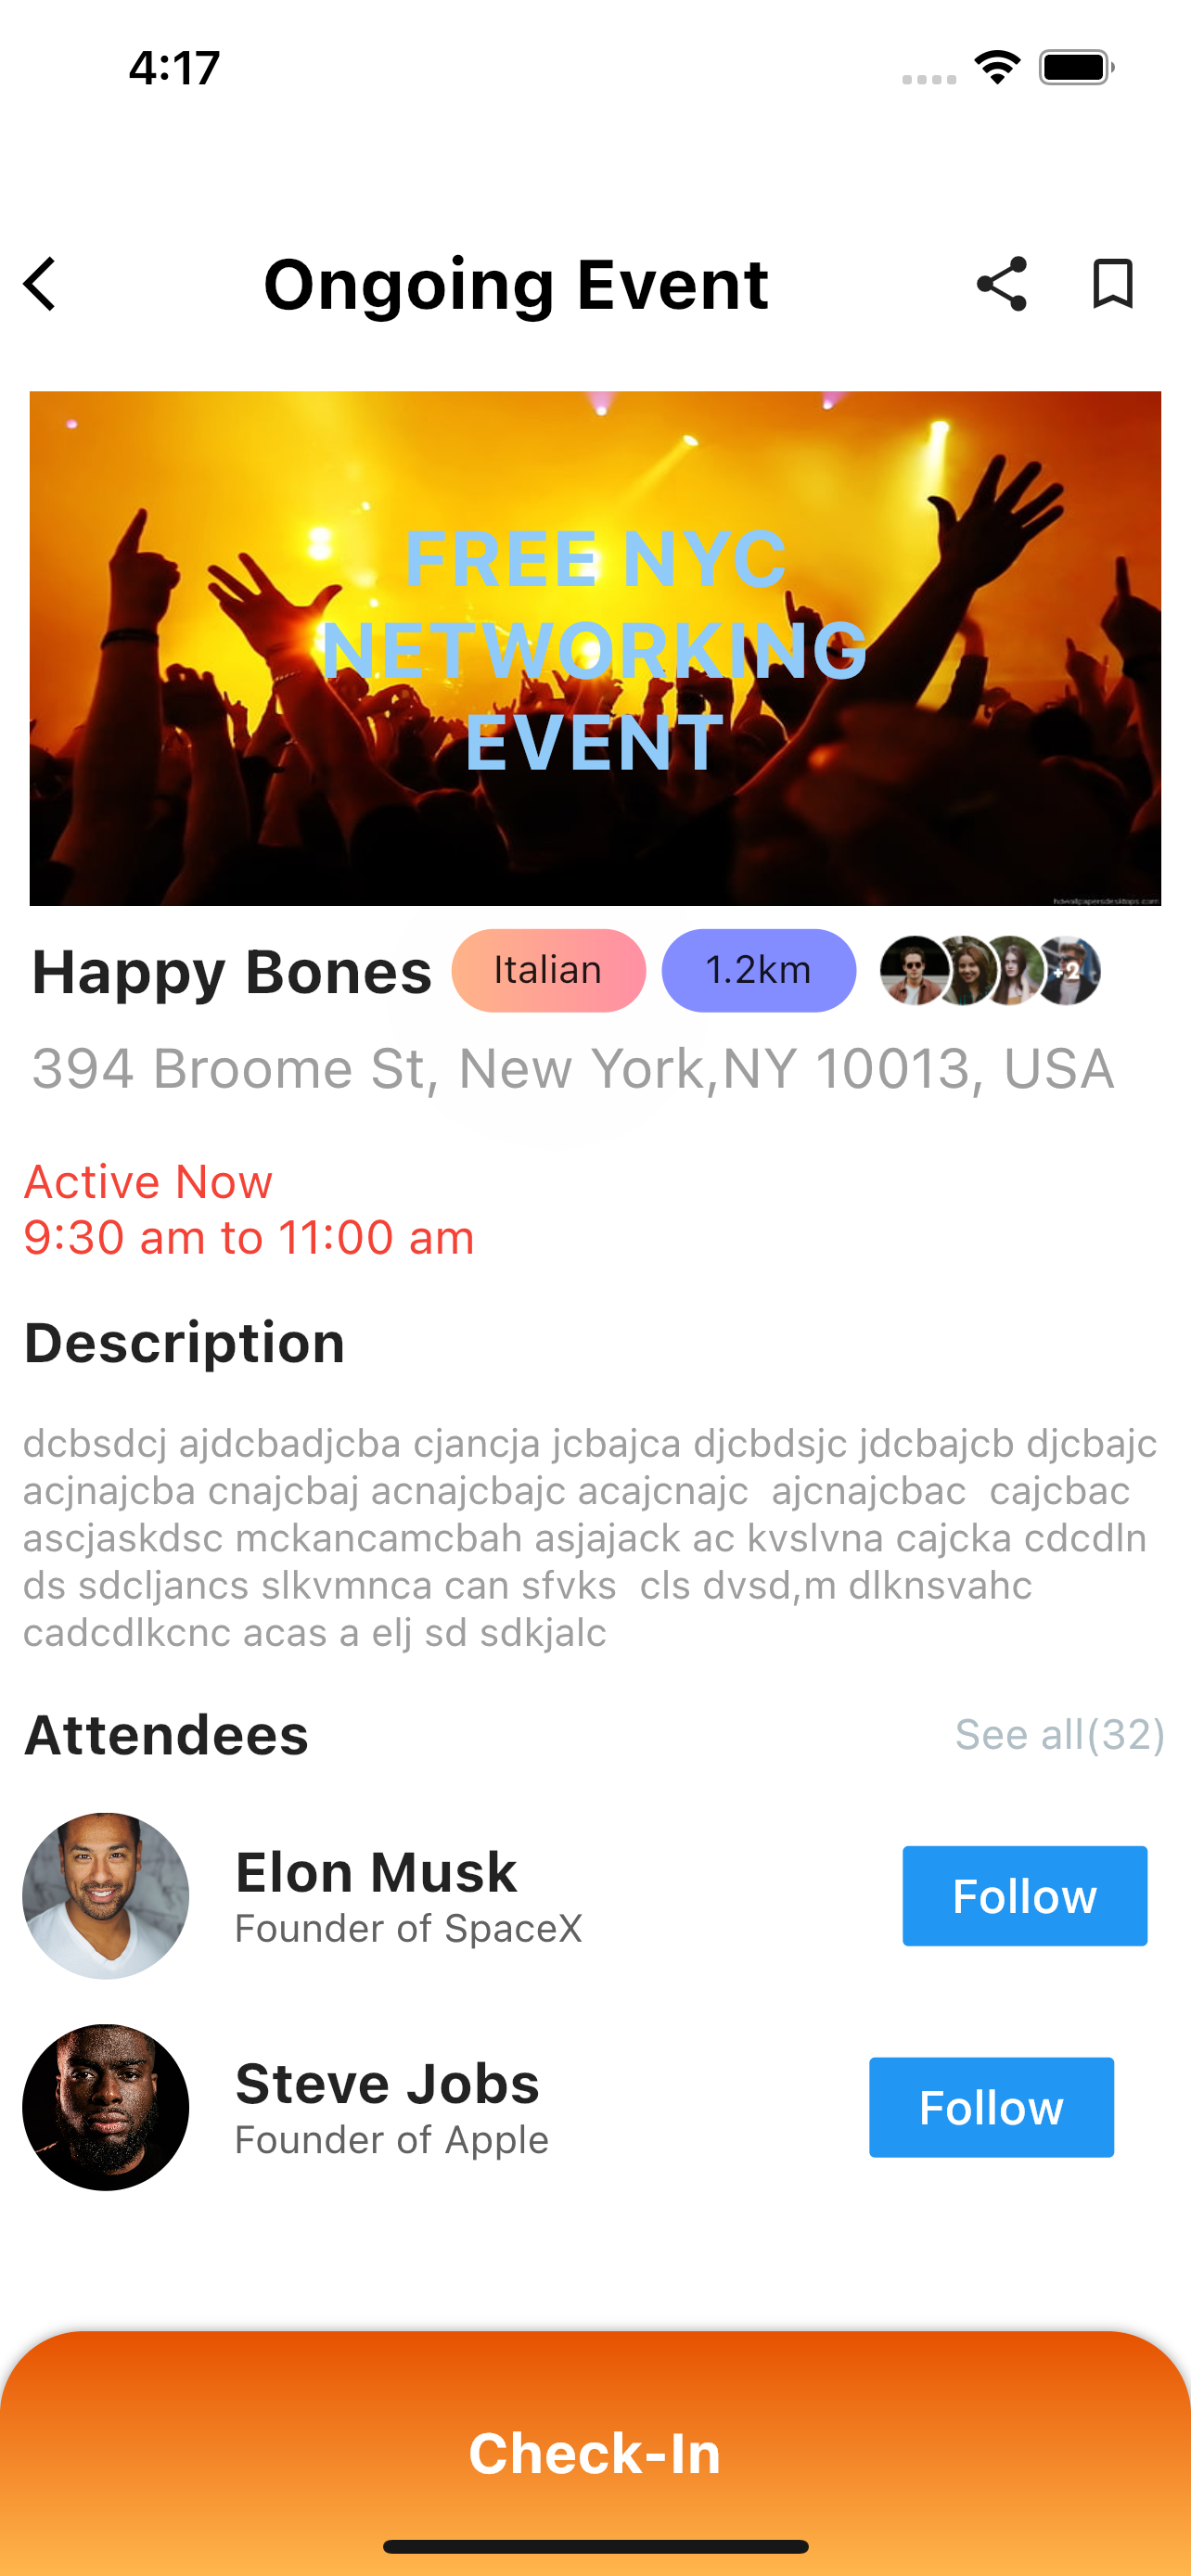 4:17
Ongoing Event
FREE NYC
NETWORKING
EVENT
hdwallpapersdesktops.com
Happy Bones
Italian
1.2km
+2
394 Broome St, New York,NY 10013, USA
Active Now
9:30 am to 11:00 am
Description
dcbsdcj ajdcbadjcba cjancja jcbajca djcbdsjc jdcbajcb djcbajc
acjnajcba cnajcbaj acnajcbajc acajcnajc  ajcnajcbac  cajcbac
ascjaskdsc mckancamcbah asjajack ac kvslvna cajcka cdcdln
ds sdcljancs slkvmnca can sfvks  cls dvsd,m dlknsvahc
cadcdlkcnc acas a elj sd sdkjalc
Attendees
See all(32)
Elon Musk
Founder of SpaceX
Follow
Steve Jobs
Founder of Apple
Follow
Check-In